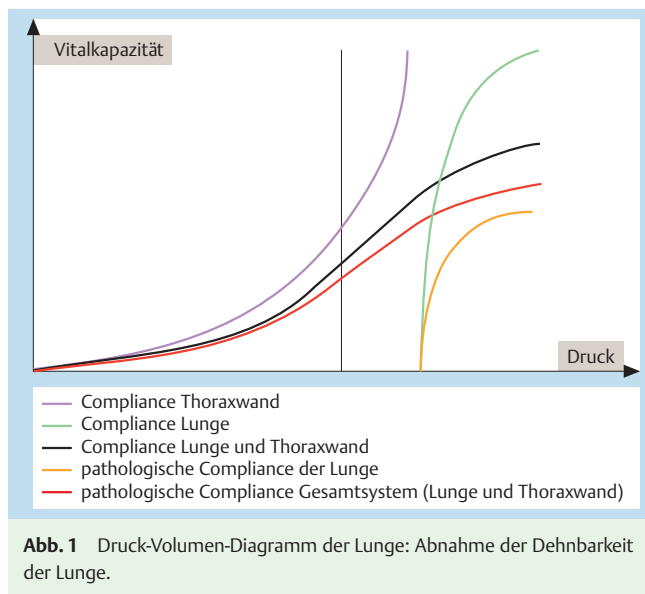 Vitalkapazität
Druck
Compliance Thoraxwand
Compliance Lunge
Compliance Lunge und Thoraxwand
pathologische Compliance der Lunge
pathologische Compliance Gesamtsystem (Lunge und Thoraxwand)
Abb. 1 Druck-Volumen-Diagramm der Lunge: Abnahme der Dehnbarkeit
der Lunge.